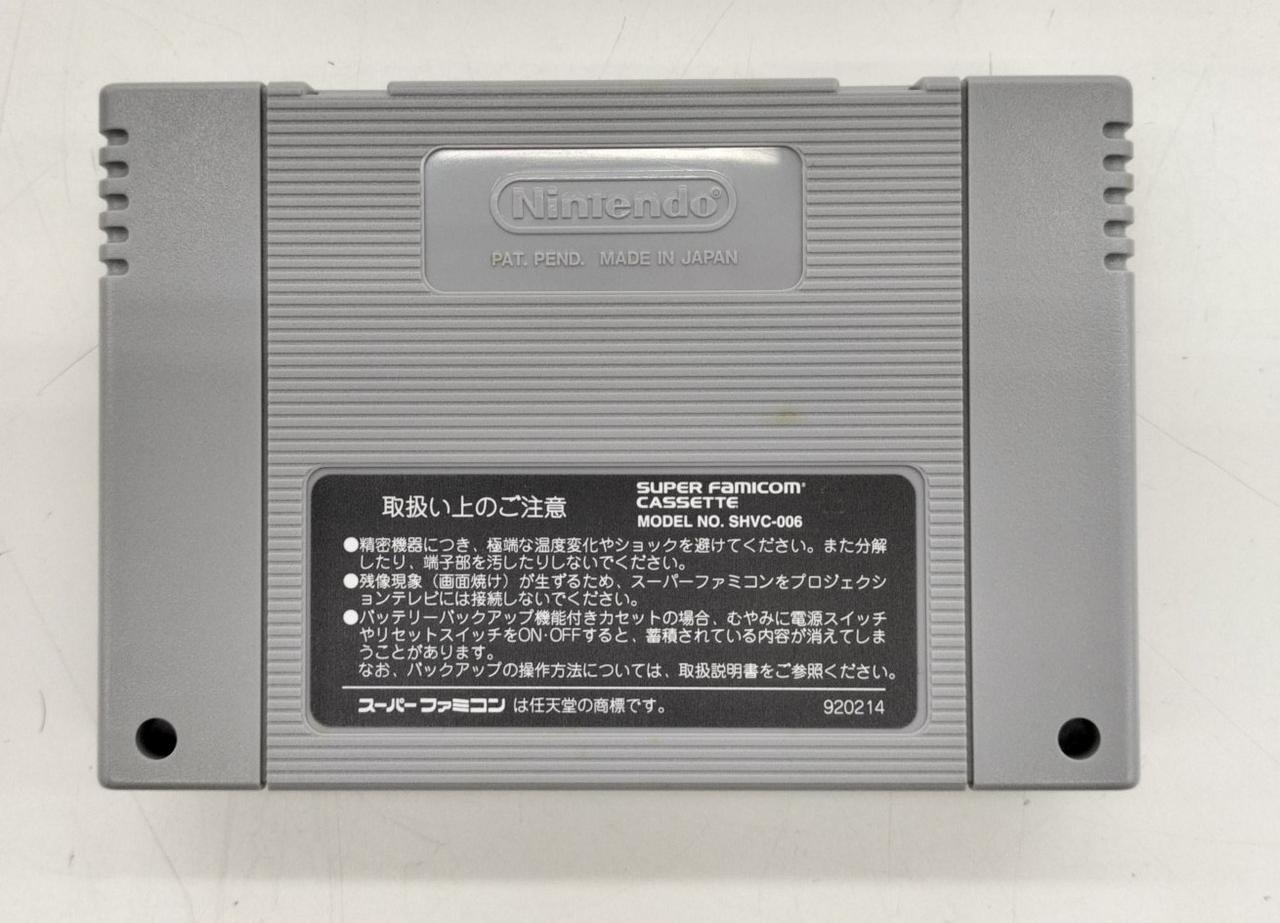 Nintendo®
PAT. PEND. MADE IN JAPAN
取扱い上のご注意
SUPER FAMICOM®
CASSETTE
MODEL NO. SHVC-006
●精密機器につき、極端な温度変化やショックを避けてください。また分解
したり、端子部を汚したりしないでください。
●残像現象（画面焼け）が生ずるため、スーパーファミコンをプロジェクシ
ョンテレビには接続しないでください。
●バッテリーバックアップ機能付きカセットの場合、むやみに電源スイッチ
やリセットスイッチをON·OFFすると、蓄積されている内容が消えてしま
うことがあります。
なお、バックアップの操作方法については、取扱説明書をご参照ください。
スーパーファミコン は任天堂の商標です。
920214